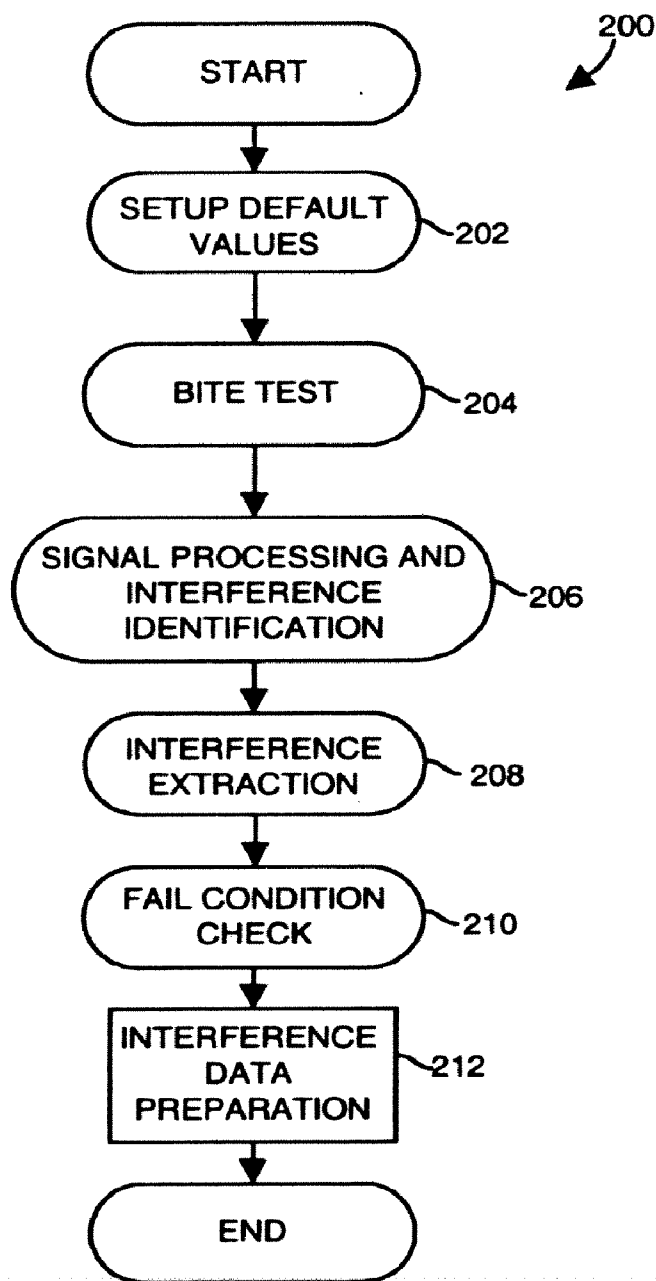 200
START
SETUP DEFAULT
VALUES
202
BITE TEST
204
SIGNAL PROCESSING AND
INTERFERENCE
IDENTIFICATION
206
INTERFERENCE
EXTRACTION
208
FAIL CONDITION
CHECK
210
INTERFERENCE
DATA
PREPARATION
212
END